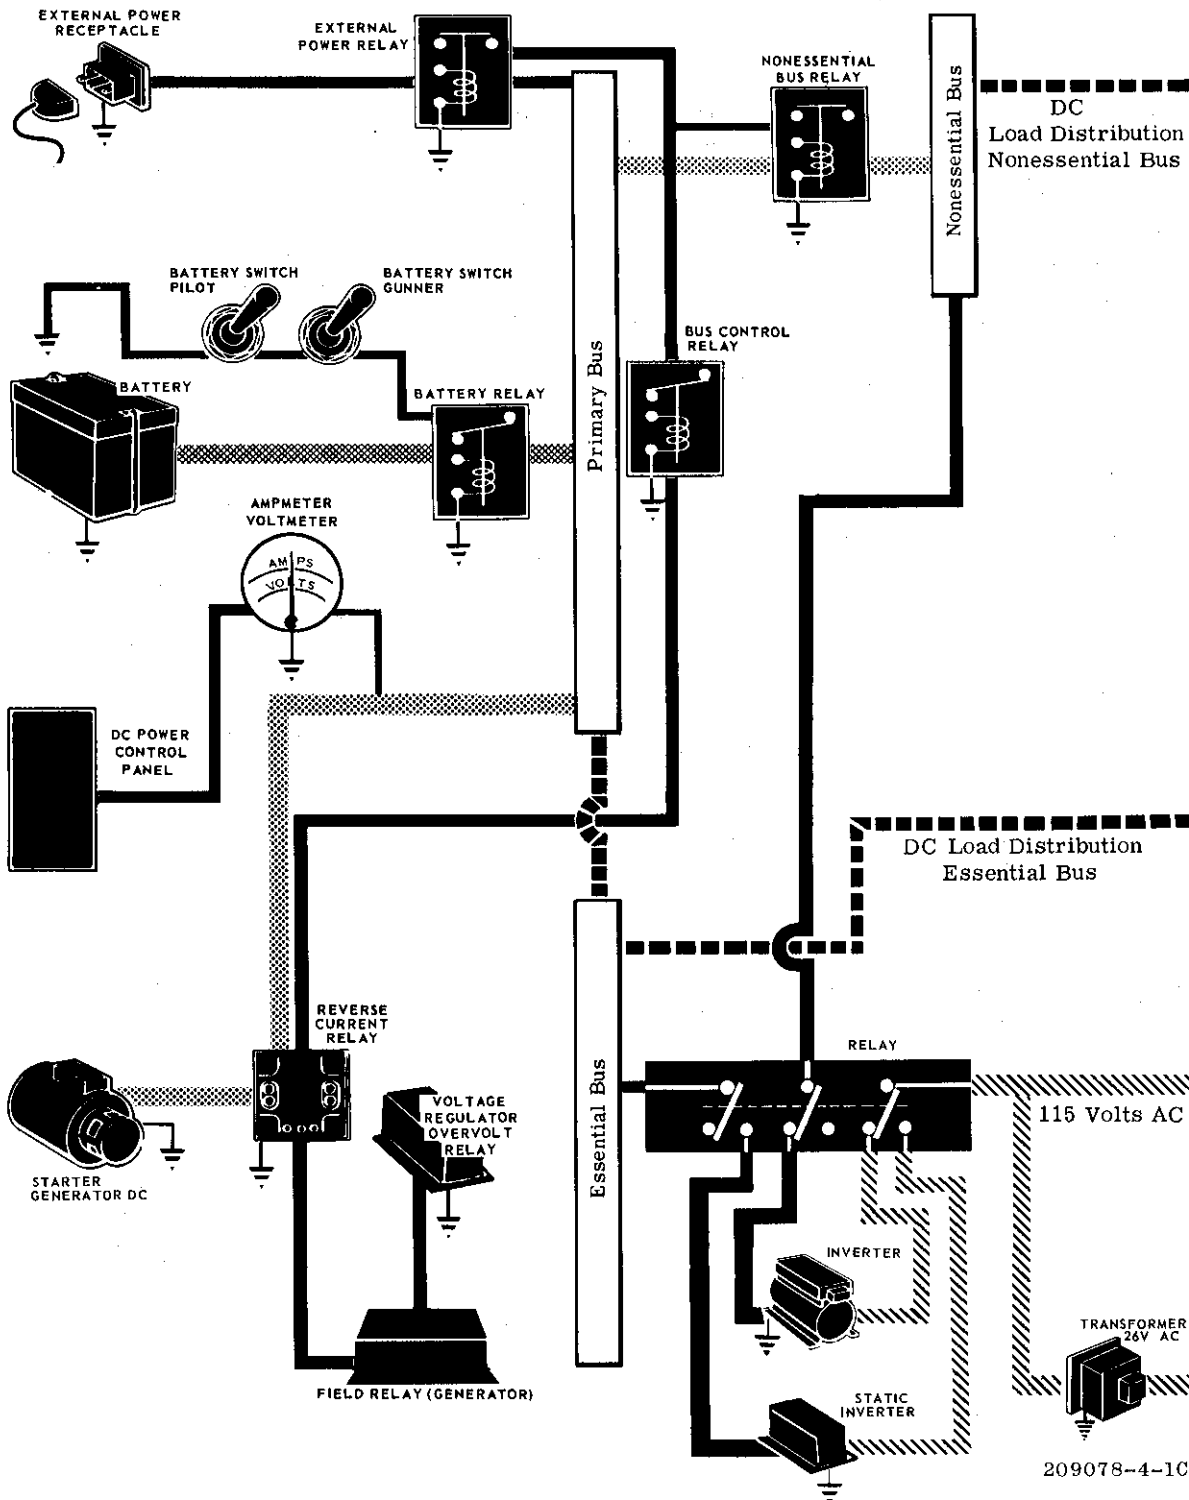 EXTERNAL POWER
RECEPTACLE
EXTERNAL
POWER RELAY
NONESSENTIAL
BUS RELAY
Nonessential Bus
DC
Load Distribution
Nonessential Bus
BATTERY SWITCH
PILOT
BATTERY SWITCH
GUNNER
BUS CONTROL
RELAY
Primary Bus
BATTERY
BATTERY RELAY
AMPMETER
VOLTMETER
AMPS
VOLTS
DC POWER
CONTROL
PANEL
DC Load Distribution
Essential Bus
REVERSE
CURRENT
RELAY
RELAY
Essential Bus
115 Volts AC
VOLTAGE
REGULATOR
OVERVOLT
RELAY
STARTER
GENERATOR DC
INVERTER
TRANSFORMER
26V AC
FIELD RELAY (GENERATOR)
STATIC
INVERTER
209078-4-1C